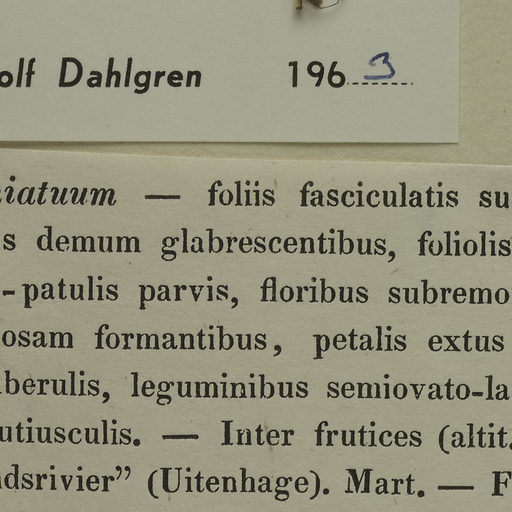 olf Dahlgren 1963
iatuum — foliis fasciculatis su
s demum glabrescentibus, foliolis
-patulis parvis, floribus subremo
osam formantibus, petalis extus
berulis, leguminibus semiovato-la
utiusculis. — Inter frutices (altit.
dsrivier” (Uitenhage). Mart. — F